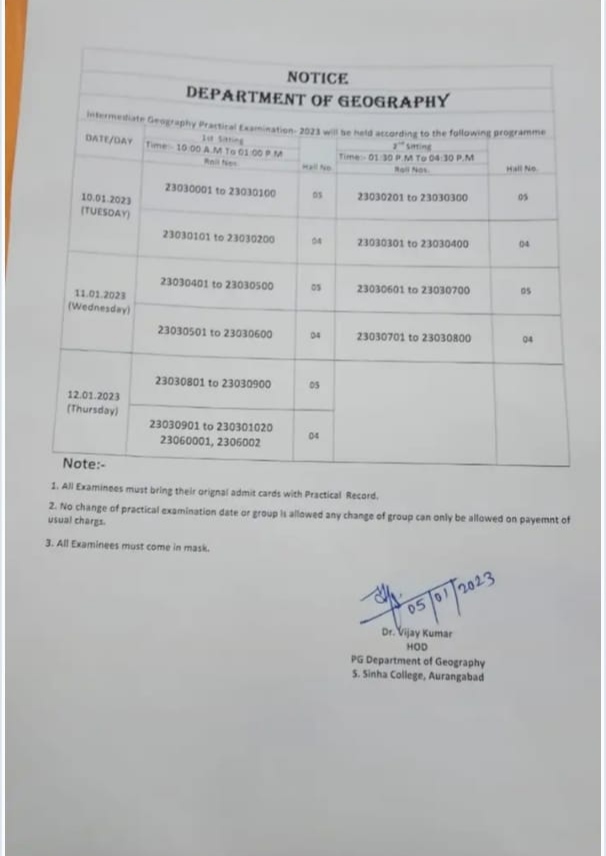 NOTICE
DEPARTMENT OF GEOGRAPHY
Intermediate Geography Practical Examination- 2023 will be held according to the following programme
DATE/DAY
1st Sitting
Time:- 10:00 A.M To 01:00 P.M
Roll Nos.
Hall No.
2nd Sitting
Time:- 01:30 P.M To 04:30 P.M
Roll Nos.
Hall No.
10.01.2023
(TUESDAY)
23030001 to 23030100 05 23030201 to 23030300 05
23030101 to 23030200 04 23030301 to 23030400 04
11.01.2023
(Wednesday)
23030401 to 23030500 05 23030601 to 23030700 05
23030501 to 23030600 04 23030701 to 23030800 04
12.01.2023
(Thursday)
23030801 to 23030900 05
23030901 to 230301020
23060001, 2306002
04
Note:-
1. All Examinees must bring their orignal admit cards with Practical Record.
2. No change of practical examination date or group is allowed any change of group can only be allowed on payemnt of
usual chargs.
3. All Examinees must come in mask.
05/01/2023
Dr. Vijay Kumar
HOD
PG Department of Geography
S. Sinha College, Aurangabad